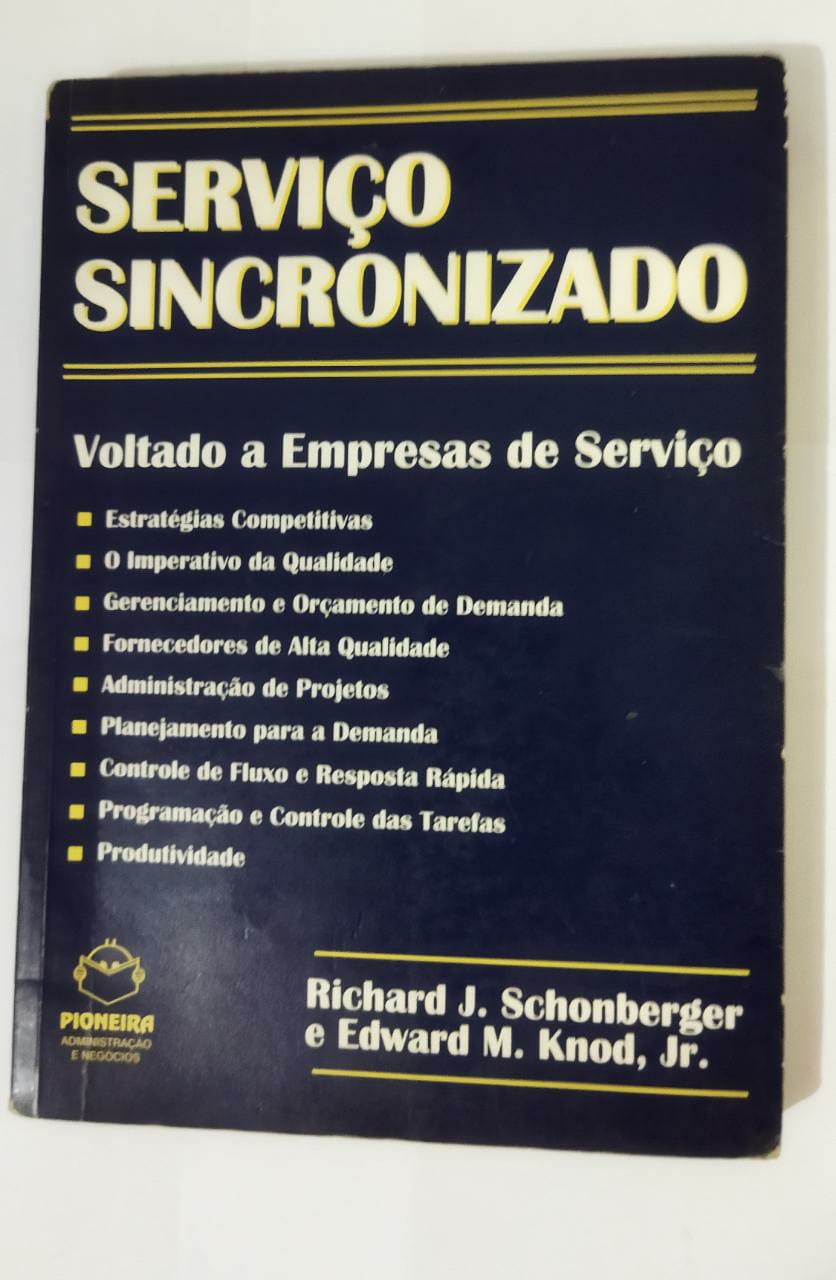 SERVIÇO
SINCRONIZADO
Voltado a Empresas de Serviço
Estratégias Competitivas
O Imperativo da Qualidade
Gerenciamento e Orçamento de Demanda
Fornecedores de Alta Qualidade
Administração de Projetos
Planejamento para a Demanda
Controle de Fluxo e Resposta Rápida
Programação e Controle das Tarefas
Produtividade
PIONEIRA
ADMINISTRAÇÃO
E NEGÓCIOS
Richard J. Schonberger
e Edward M. Knod, Jr.